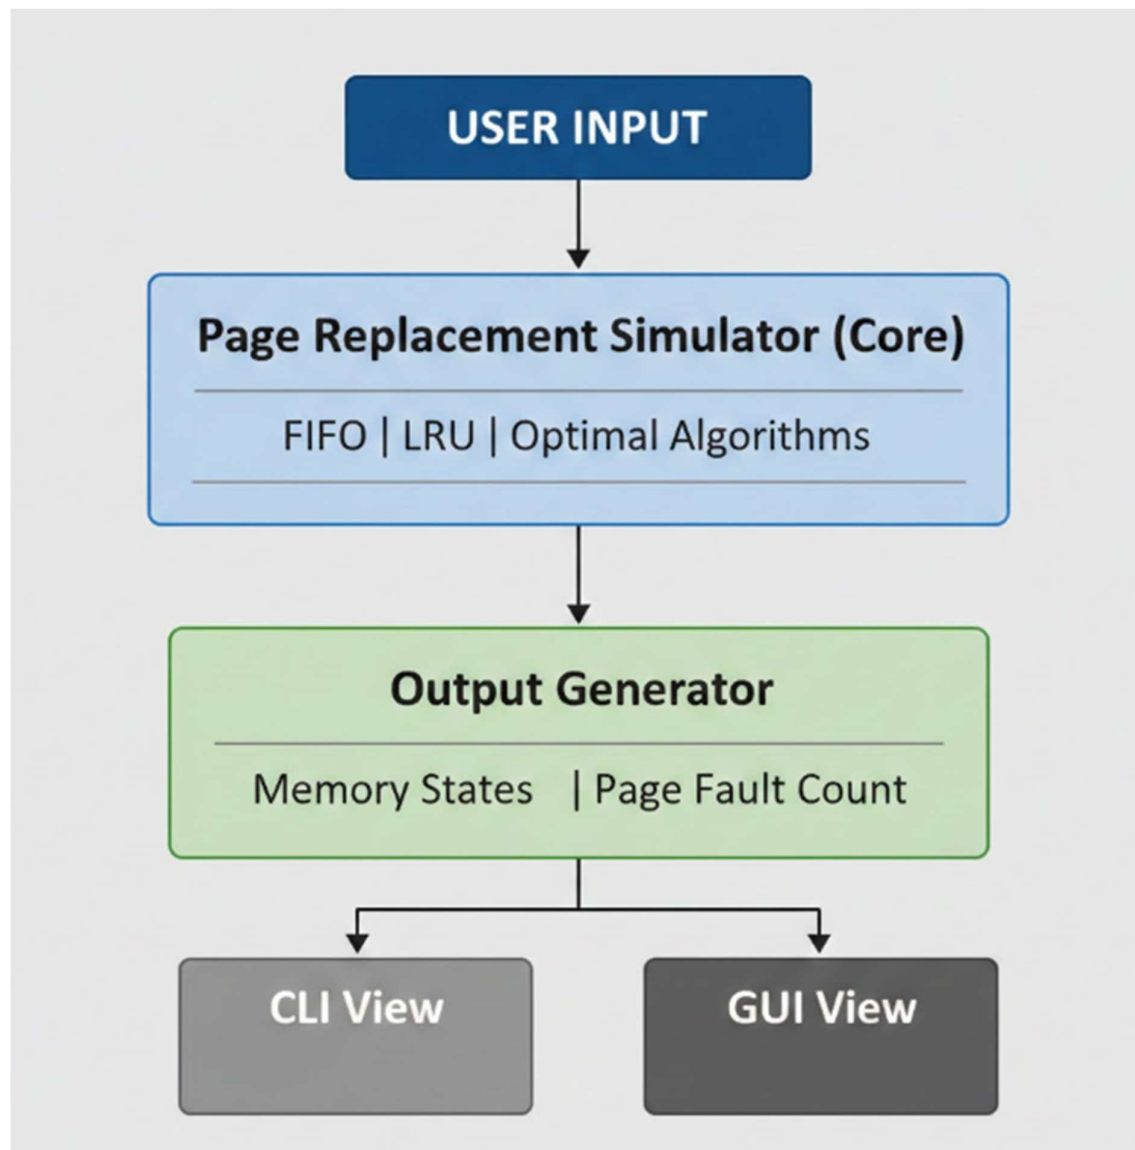 USER INPUT
Page Replacement Simulator (Core)
FIFO | LRU | Optimal Algorithms
Output Generator
Memory States | Page Fault Count
CLI View
GUI View